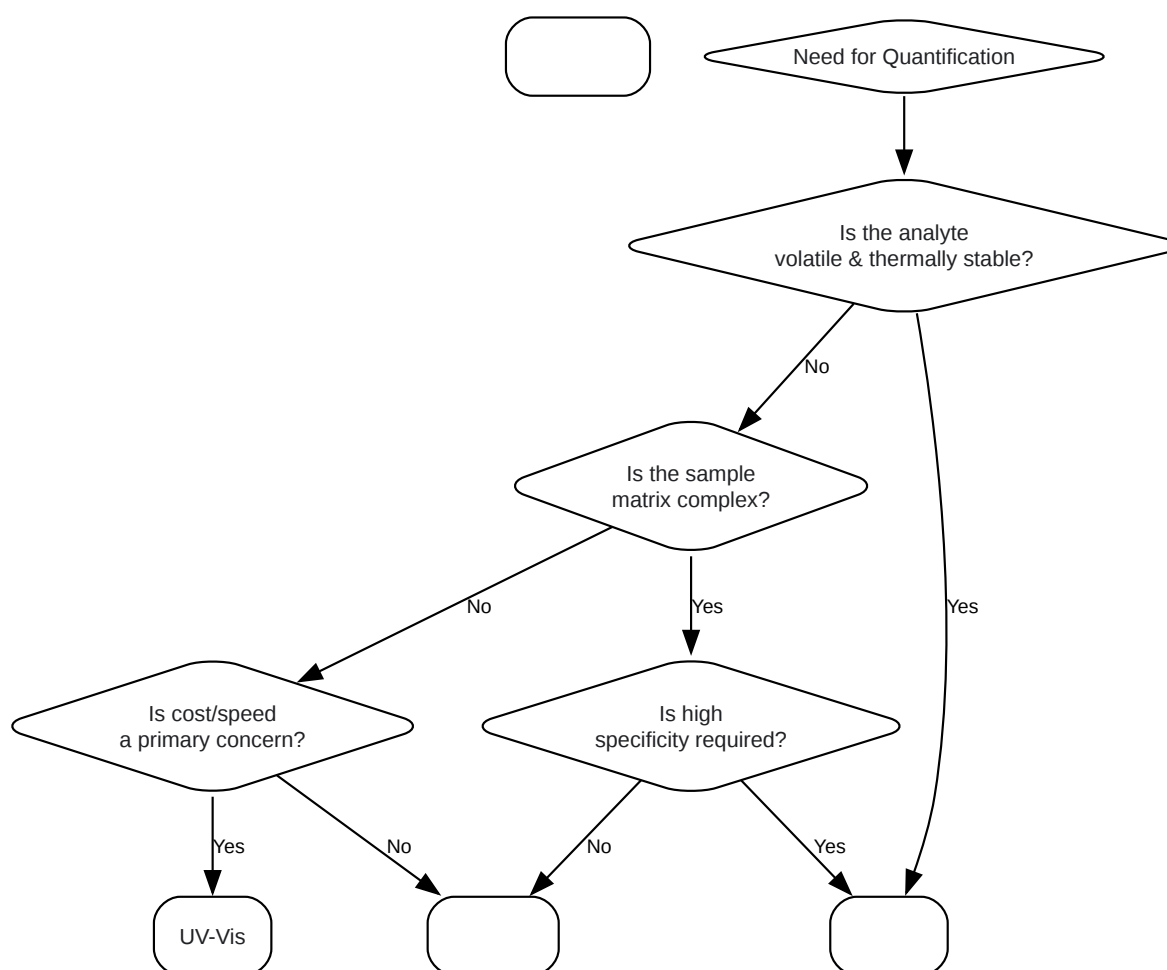 Need for Quantification
Is the analyte
volatile & thermally stable?
No
Is the sample
matrix complex?
No
Yes
Yes
Is cost/speed
a primary concern?
Is high
specificity required?
Yes
No
No
Yes
UV-Vis